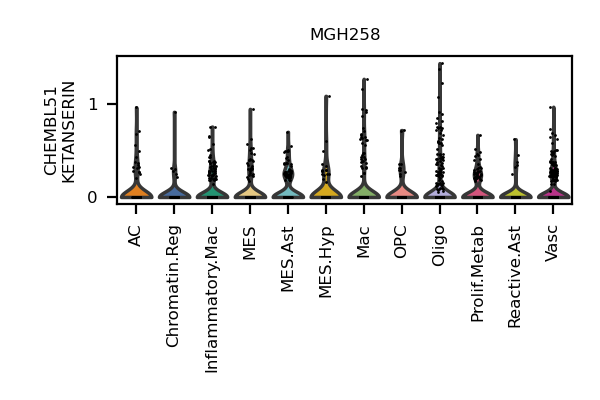 MGH258
CHEMBL51
KETANSERIN
1
0
AC
Chromatin.Reg
Inflammatory.Mac
MES
MES.Ast
MES.Hyp
Mac
OPC
Oligo
Prolif.Metab
Reactive.Ast
Vasc